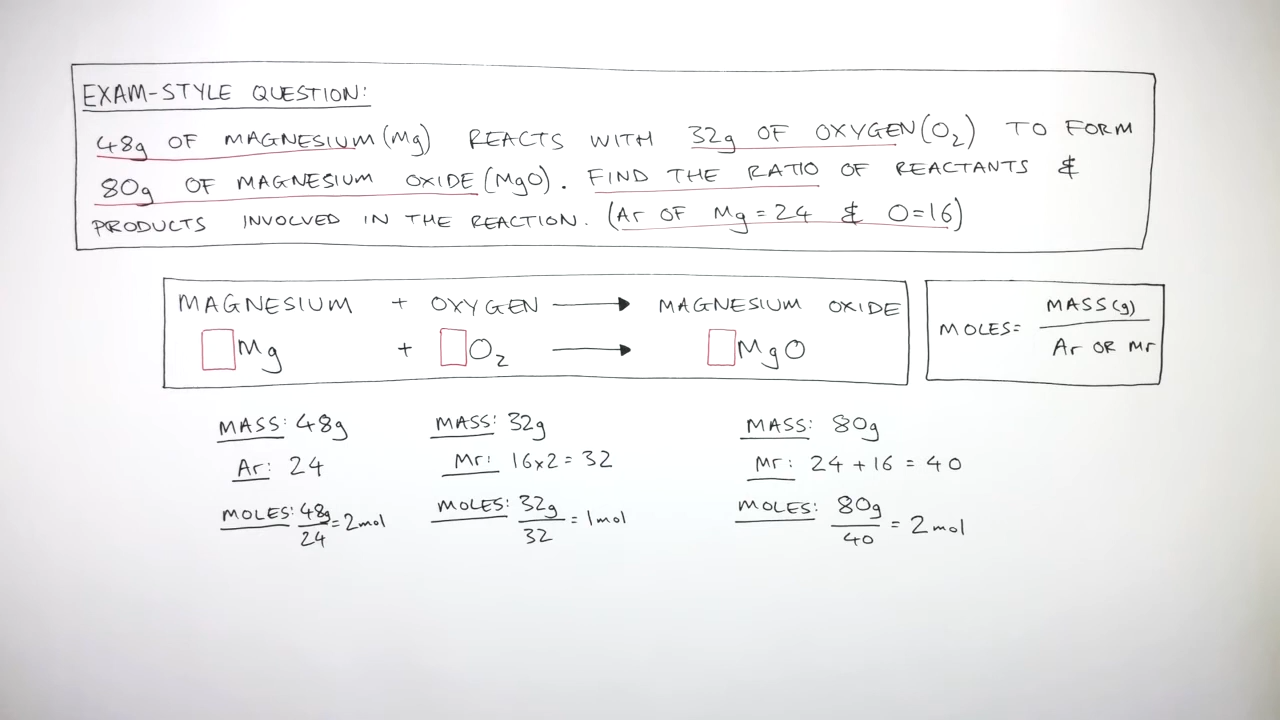 EXAM-STYLE QUESTION:
48g OF MAGNESIUM (Mg) REACTS WITH 32g OF OXYGEN (O₂) TO FORM
80g OF MAGNESIUM OXIDE (MgO). FIND THE RATIO OF REACTANTS &
PRODUCTS INVOLVED IN THE REACTION. (Ar OF Mg = 24 & O = 16)
MAGNESIUM + OXYGEN → MAGNESIUM OXIDE
Mg + O₂ → MgO
MOLES = MASS (g) / Ar OR Mr
MASS: 48g
Ar: 24
MOLES: 48g / 24 = 2mol
MASS: 32g
Mr: 16x2 = 32
MOLES: 32g / 32 = 1mol
MASS: 80g
Mr: 24 + 16 = 40
MOLES: 80g / 40 = 2mol